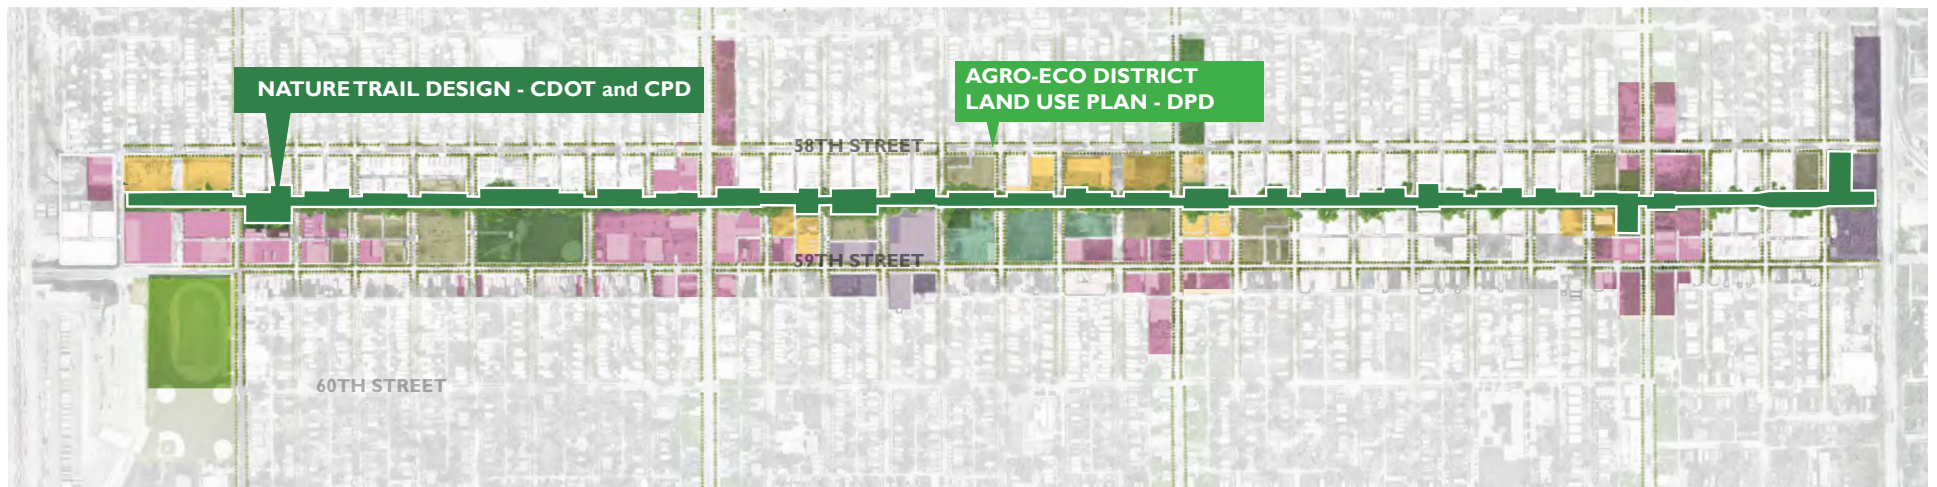 NATURE TRAIL DESIGN - CDOT and CPD
AGRO-ECO DISTRICT
LAND USE PLAN - DPD
58TH STREET
59TH STREET
60TH STREET